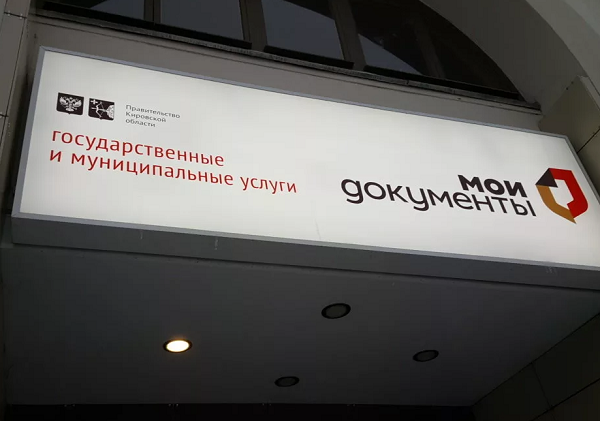 Правительство
Кировской
области
государственные
и муниципальные услуги
мои
документы